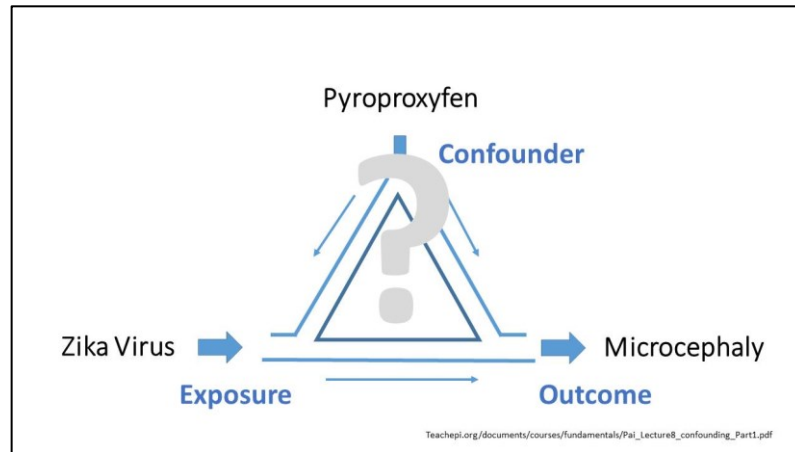 Pyroproxyfen
Confounder
?
Zika Virus
Microcephaly
Exposure
Outcome
Teachepi.org/documents/courses/fundamentals/Pai_Lecture8_confounding_Part1.pdf